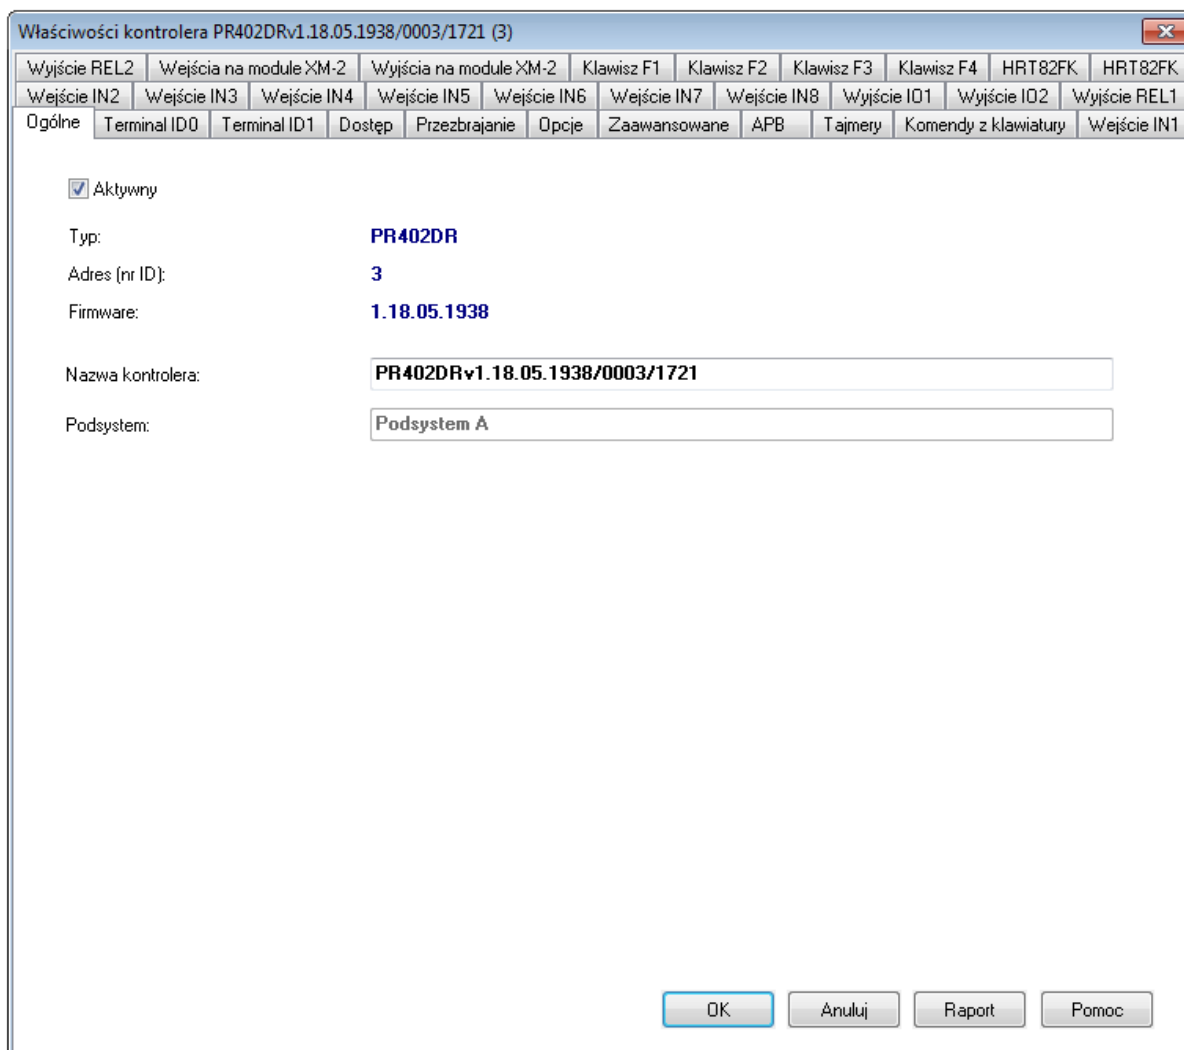 Właściwości kontrolera PR402DRv1.18.05.1938/0003/1721 (3)
Wyjście REL2 Wejścia na module XM-2 Wyjścia na module XM-2 Klawisz F1 Klawisz F2 Klawisz F3 Klawisz F4 HRT82FK HRT82FK
Wejście IN2 Wejście IN3 Wejście IN4 Wejście IN5 Wejście IN6 Wejście IN7 Wejście IN8 Wyjście IO1 Wyjście IO2 Wyjście REL1
Ogólne Terminal ID0 Terminal ID1 Dostęp Przezbrajanie Opcje Zaawansowane APB Tajmery Komendy z klawiatury Wejście IN1
Aktywny
Typ: PR402DR
Adres (nr ID): 3
Firmware: 1.18.05.1938
Nazwa kontrolera: PR402DRv1.18.05.1938/0003/1721
Podsystem: Podsystem A
OK Anuluj Raport Pomoc